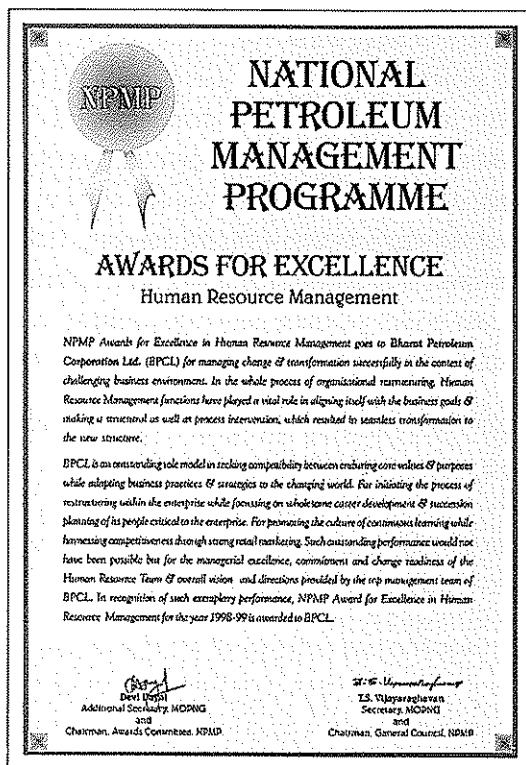 NPMP
NATIONAL
PETROLEUM
MANAGEMENT
PROGRAMME
AWARDS FOR EXCELLENCE
Human Resource Management
NPMP Awards for Excellence in Human Resource Management goes to Bharat Petroleum
Corporation Ltd. (BPCL) for managing change & transformation successfully in the context of
challenging business environment. In the whole process of organisational restructuring, Human
Resource Management functions have played a vital role in aligning itself with the business goals &
making a structural as well as process intervention, which resulted in seamless transformation to
the new structure.
BPCL is an outstanding role model in seeking compatibility between enduring core values & purposes
while adapting business practices & strategies to the changing world. For initiating the process of
restructuring within the enterprise while focussing on wholesome career development & succession
planning of its people critical to the enterprise. For promoting the culture of continuous learning while
harnessing competitiveness through strong retail marketing. Such outstanding performance would not
have been possible but for the managerial excellence, commitment and change readiness of the
Human Resource Team & overall vision and directions provided by the top management team of
BPCL. In recognition of such exemplary performance, NPMP Award for Excellence in Human
Resource Management for the year 1998-99 is awarded to BPCL.
Devi Dayal
Additional Secretary, MOPNG
and
Chairman, Awards Committee, NPMP
T.S. Vijayaraghavan
Secretary, MOPNG
and
Chairman, General Council, NPMP